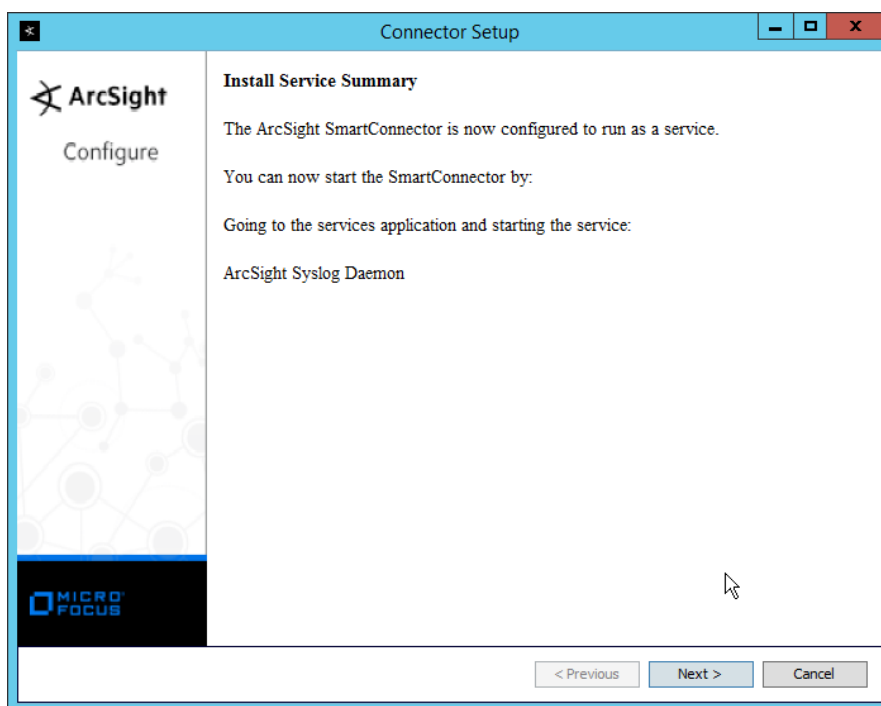 Connector Setup
ArcSight
Configure
Install Service Summary
The ArcSight SmartConnector is now configured to run as a service.
You can now start the SmartConnector by:
Going to the services application and starting the service:
ArcSight Syslog Daemon
MICRO
FOCUS
< Previous
Next >
Cancel